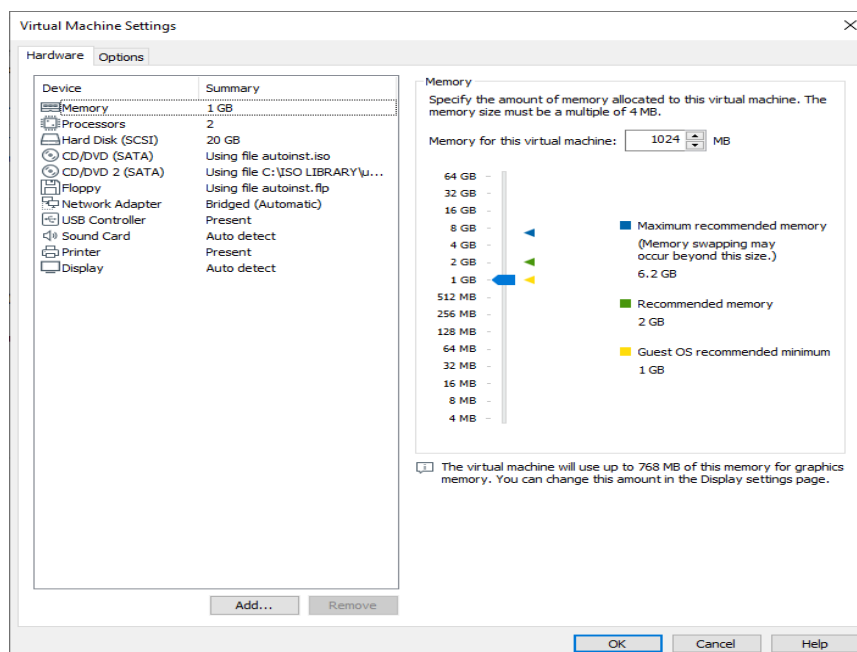 Virtual Machine Settings
Hardware Options
Device Summary
Memory 1 GB
Processors 2
Hard Disk (SCSI) 20 GB
CD/DVD (SATA) Using file autoinst.iso
CD/DVD 2 (SATA) Using file C:\ISO LIBRARY\u...
Floppy Using file autoinst.flp
Network Adapter Bridged (Automatic)
USB Controller Present
Sound Card Auto detect
Printer Present
Display Auto detect
Add... Remove
Memory
Specify the amount of memory allocated to this virtual machine. The
memory size must be a multiple of 4 MB.
Memory for this virtual machine: 1024 MB
64 GB
32 GB
16 GB
8 GB
4 GB
2 GB
1 GB
512 MB
256 MB
128 MB
64 MB
32 MB
16 MB
8 MB
4 MB
Maximum recommended memory
(Memory swapping may
occur beyond this size.)
6.2 GB
Recommended memory
2 GB
Guest OS recommended minimum
1 GB
The virtual machine will use up to 768 MB of this memory for graphics
memory. You can change this amount in the Display settings page.
OK Cancel Help